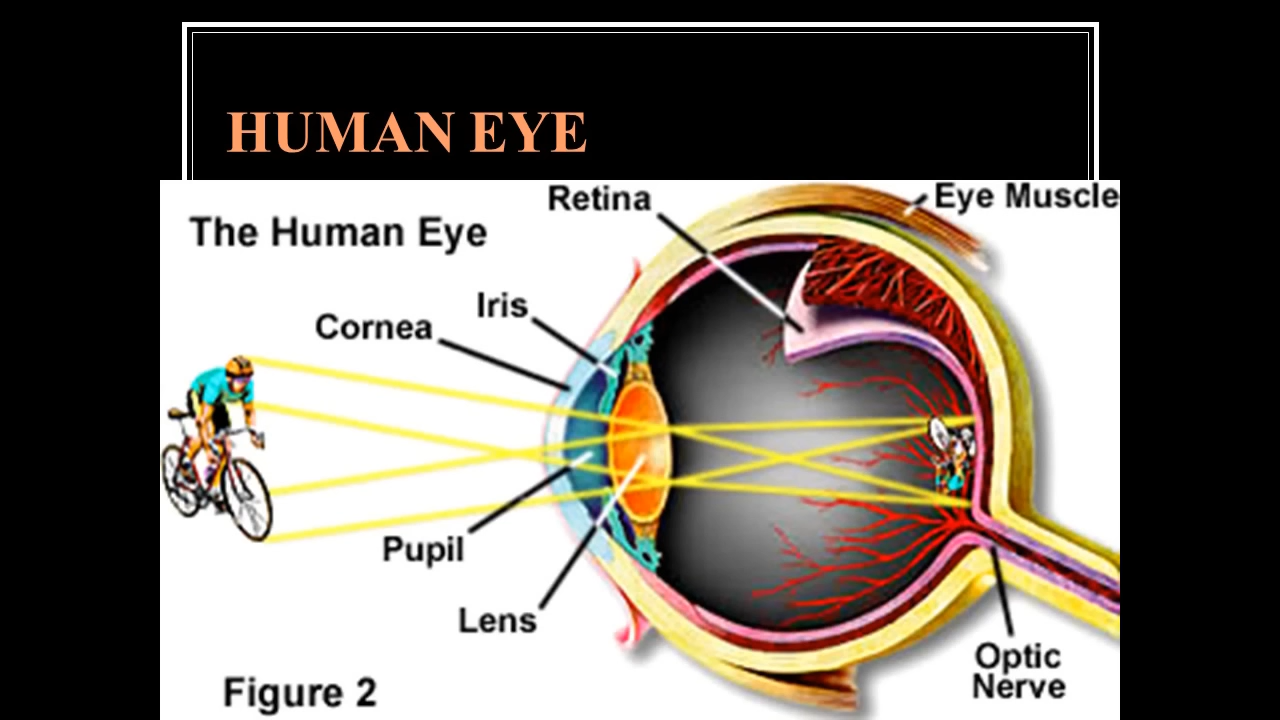 HUMAN EYE
The Human Eye
Retina
Eye Muscle
Iris
Cornea
Pupil
Lens
Optic
Nerve
Figure 2